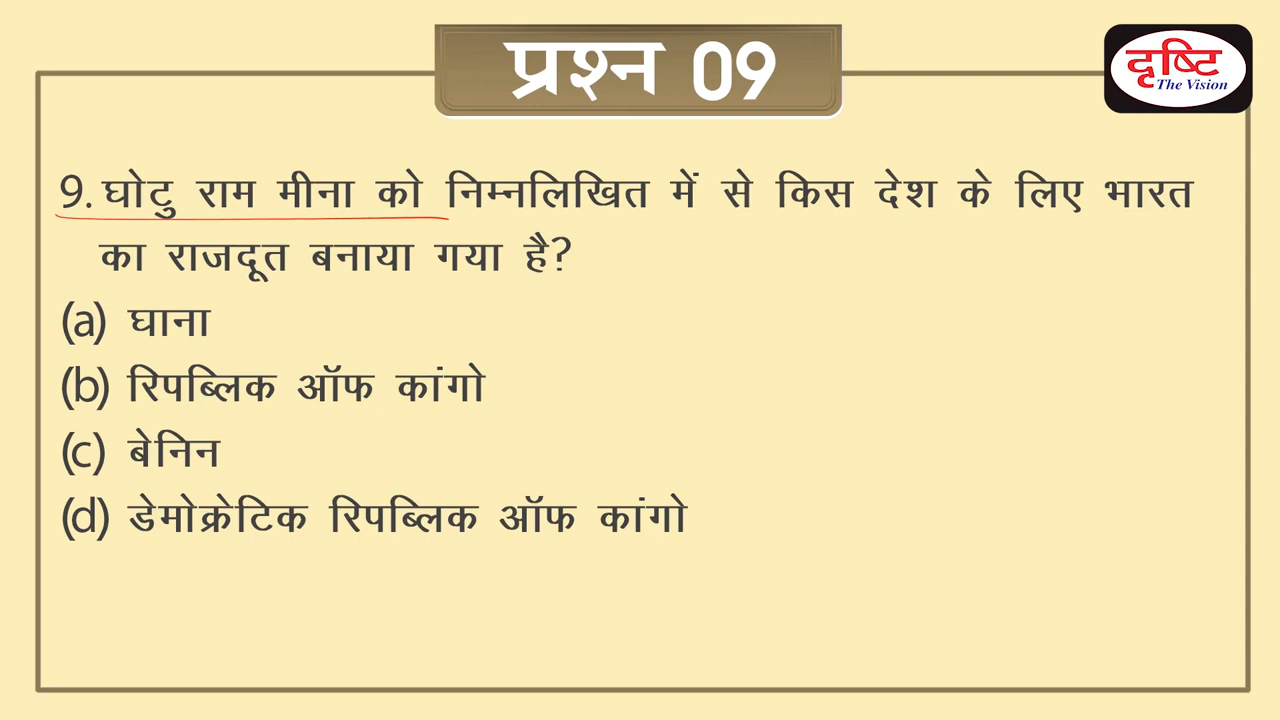 प्रश्न 09
दृष्टि
The Vision
9. घोटु राम मीना को निम्नलिखित में से किस देश के लिए भारत
का राजदूत बनाया गया है?
(a) घाना
(b) रिपब्लिक ऑफ कांगो
(c) बेनिन
(d) डेमोक्रेटिक रिपब्लिक ऑफ कांगो